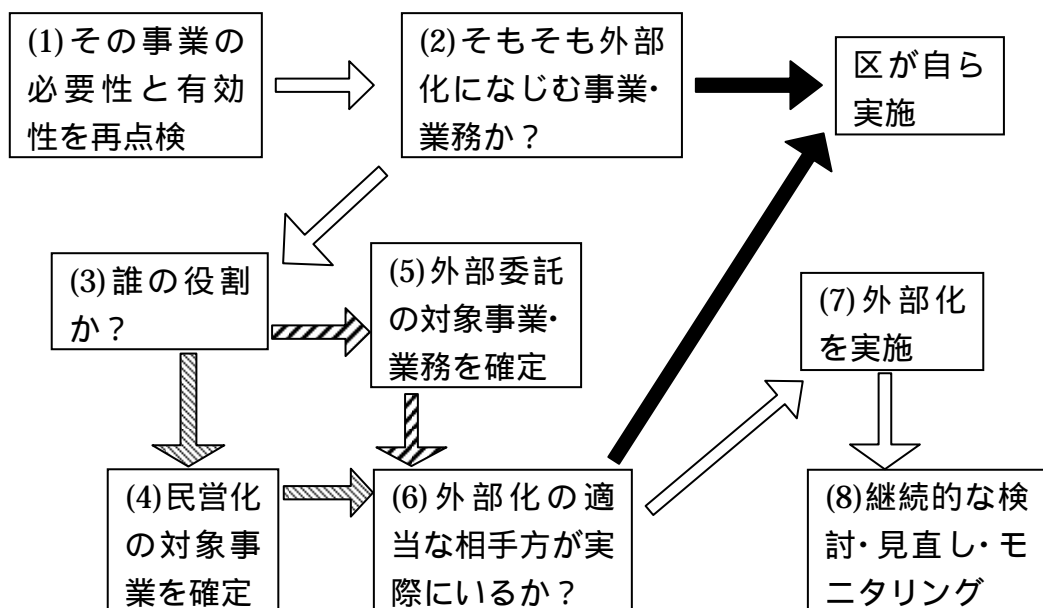 (1)その事業の
必要性と有効
性を再点検
(2)そもそも外部
化になじむ事業・
業務か？
区が自ら
実施
(3)誰の役割
か？
(5)外部委託
の対象事業・
業務を確定
(7)外部化
を実施
(4)民営化
の対象事
業を確定
(6)外部化の適
当な相手方が実
際にいるか？
(8)継続的な検
討・見直し・モ
ニタリング